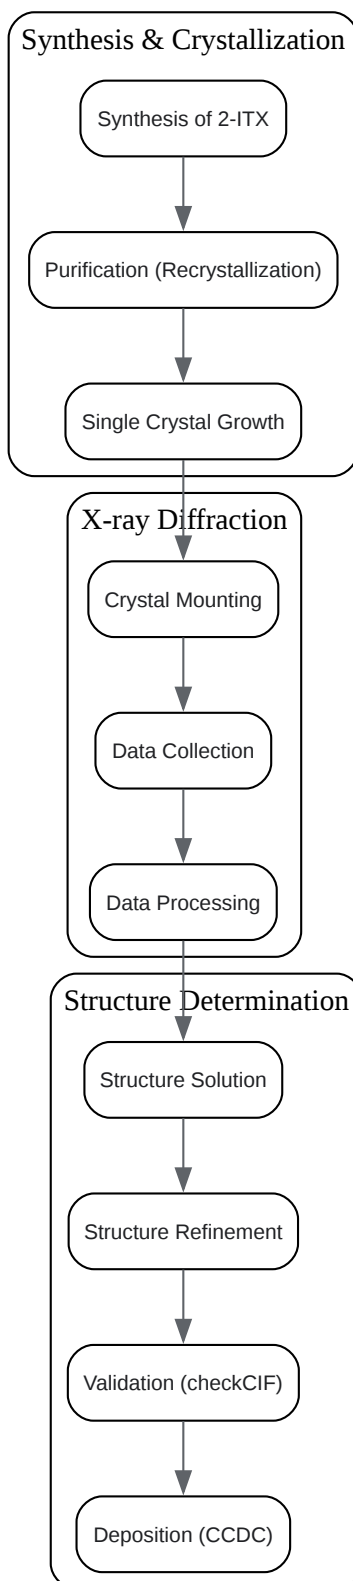 Synthesis & Crystallization
Synthesis of 2-ITX
Purification (Recrystallization)
Single Crystal Growth
X-ray Diffraction
Crystal Mounting
Data Collection
Data Processing
Structure Determination
Structure Solution
Structure Refinement
Validation (checkCIF)
Deposition (CCDC)